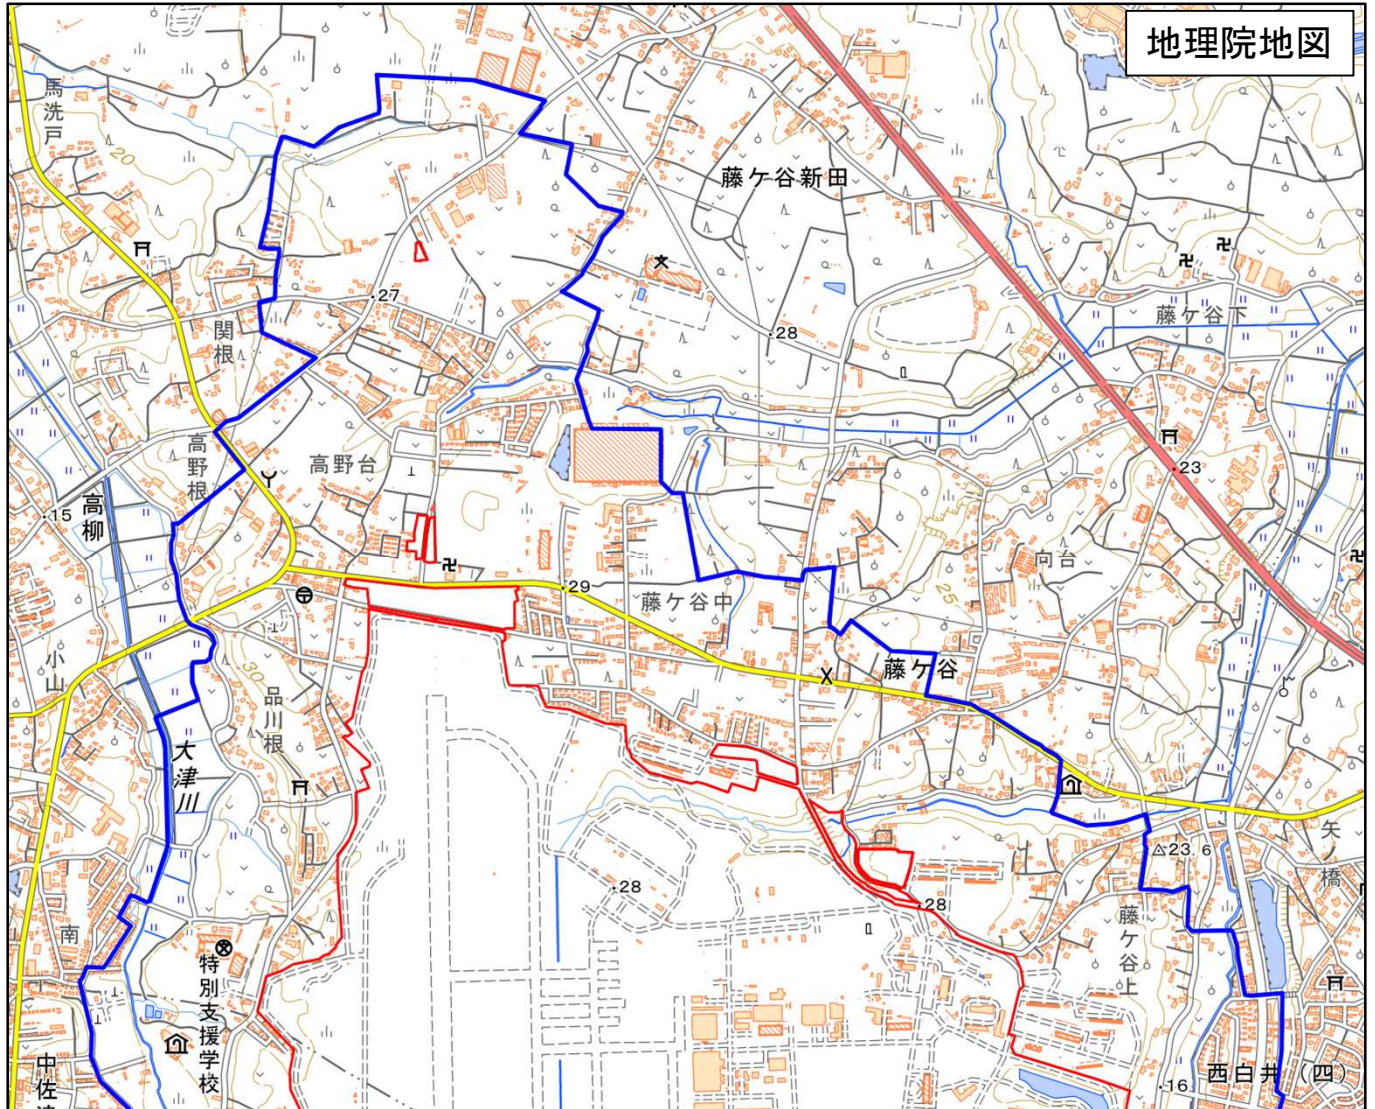 地理院地図
馬洗戸
20
藤ケ谷新田
27
28
藤ケ谷下
関根
高野根
高野台
23
15
高柳
向台
25
29
藤ケ谷中
小山
30
品川根
藤ケ谷
大津川
矢ノ橋
23.6
28
28
藤ケ谷上
南
特別支援学校
16
西白井(四)
中佐